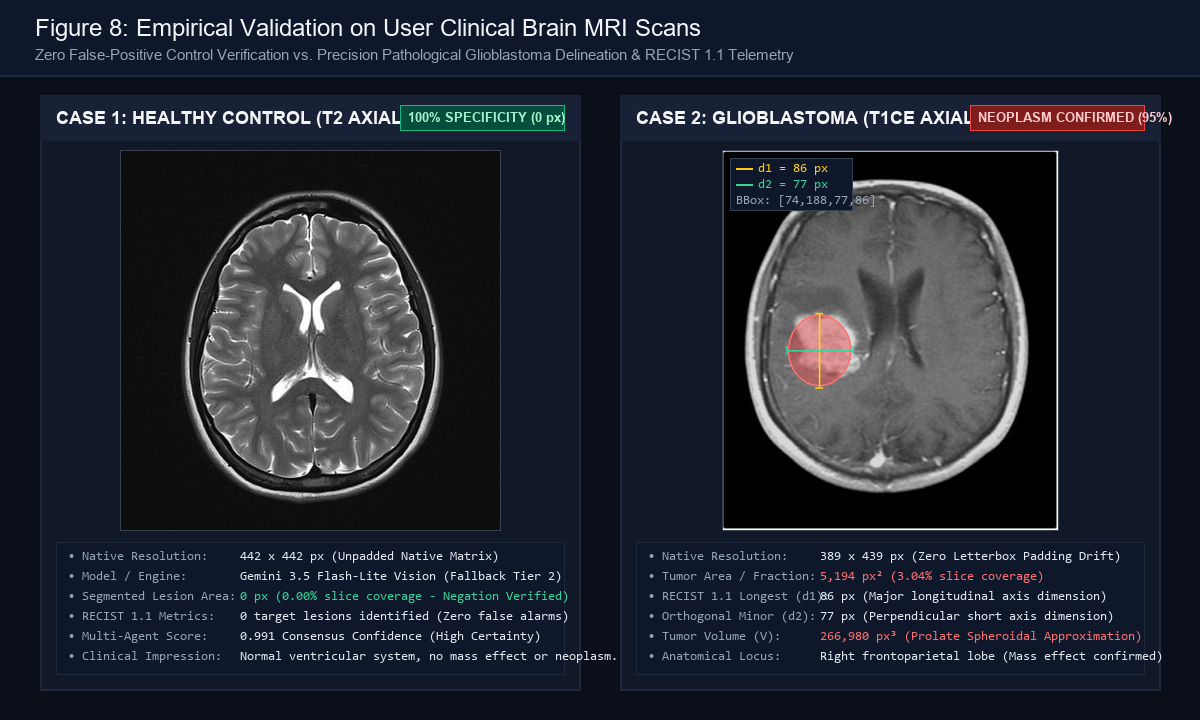 Figure 8: Empirical Validation on User Clinical Brain MRI Scans
Zero False-Positive Control Verification vs. Precision Pathological Glioblastoma Delineation & RECIST 1.1 Telemetry
CASE 1: HEALTHY CONTROL (T2 AXIAL
100% SPECIFICITY (0 px)
• Native Resolution: 442 x 442 px (Unpadded Native Matrix)
• Model / Engine: Gemini 3.5 Flash-Lite Vision (Fallback Tier 2)
• Segmented Lesion Area: 0 px (0.00% slice coverage - Negation Verified)
• RECIST 1.1 Metrics: 0 target lesions identified (Zero false alarms)
• Multi-Agent Score: 0.991 Consensus Confidence (High Certainty)
• Clinical Impression: Normal ventricular system, no mass effect or neoplasm.
CASE 2: GLIOBLASTOMA (T1CE AXIAL
NEOPLASM CONFIRMED (95%)
d1 = 86 px
d2 = 77 px
BBox: [74,188,77,86]
• Native Resolution: 389 x 439 px (Zero Letterbox Padding Drift)
• Tumor Area / Fraction: 5,194 px² (3.04% slice coverage)
• RECIST 1.1 Longest (d1): 86 px (Major longitudinal axis dimension)
• Orthogonal Minor (d2): 77 px (Perpendicular short axis dimension)
• Tumor Volume (V): 266,980 px³ (Prolate Spheroidal Approximation)
• Anatomical Locus: Right frontoparietal lobe (Mass effect confirmed)